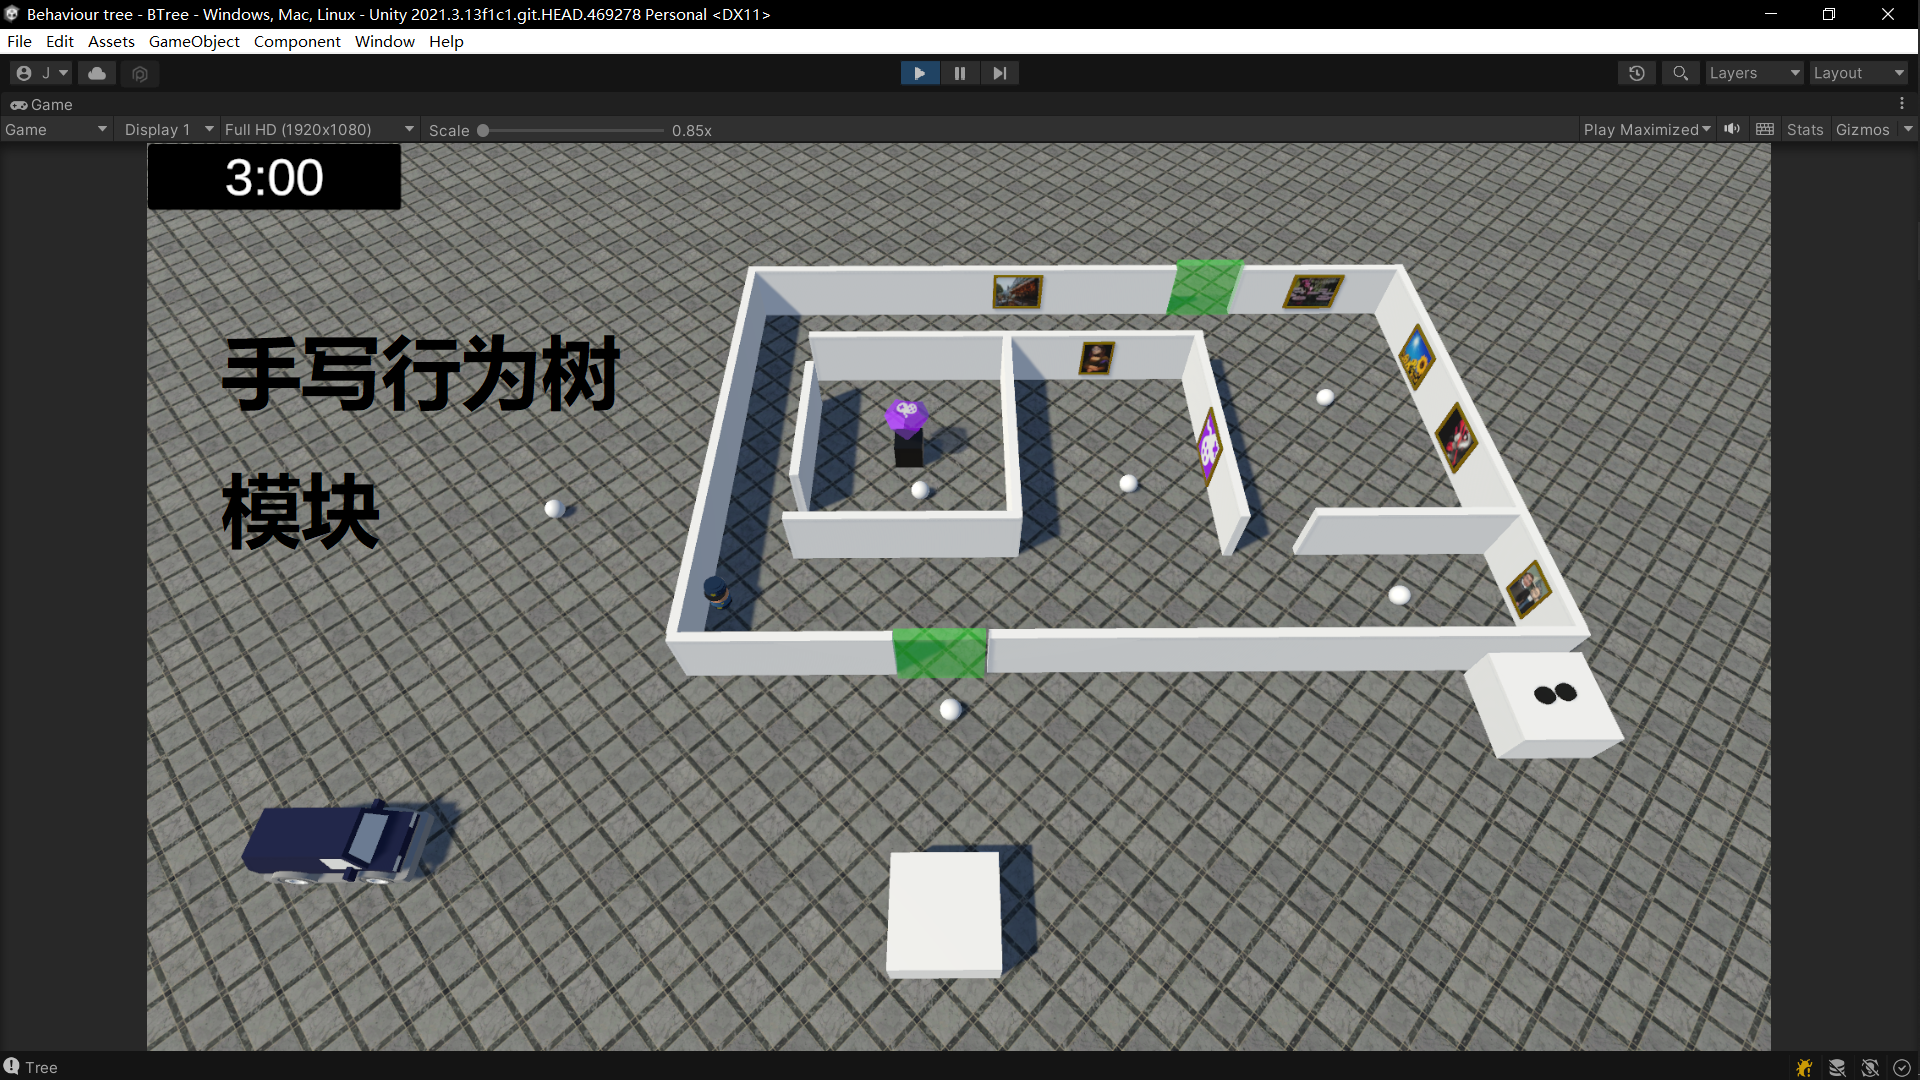 Behaviour tree - BTree - Windows, Mac, Linux - Unity 2021.3.13f1c1.git.HEAD.469278 Personal <DX11>
File Edit Assets GameObject Component Window Help
J Layers Layout
Game
Game Display 1 Full HD (1920x1080) Scale 0.85x Play Maximized Stats Gizmos
3:00
手写行为树
模块
Tree